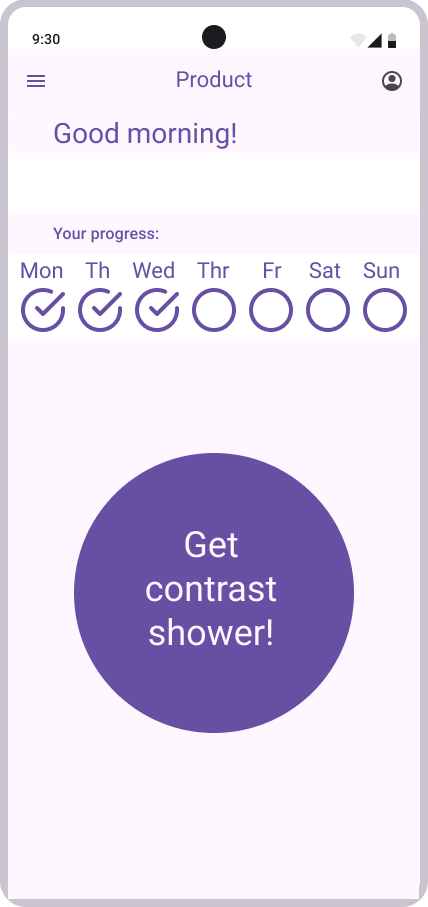 9:30
Product
Good morning!
Your progress:
Mon Th Wed Thr Fr Sat Sun
Get
contrast
shower!